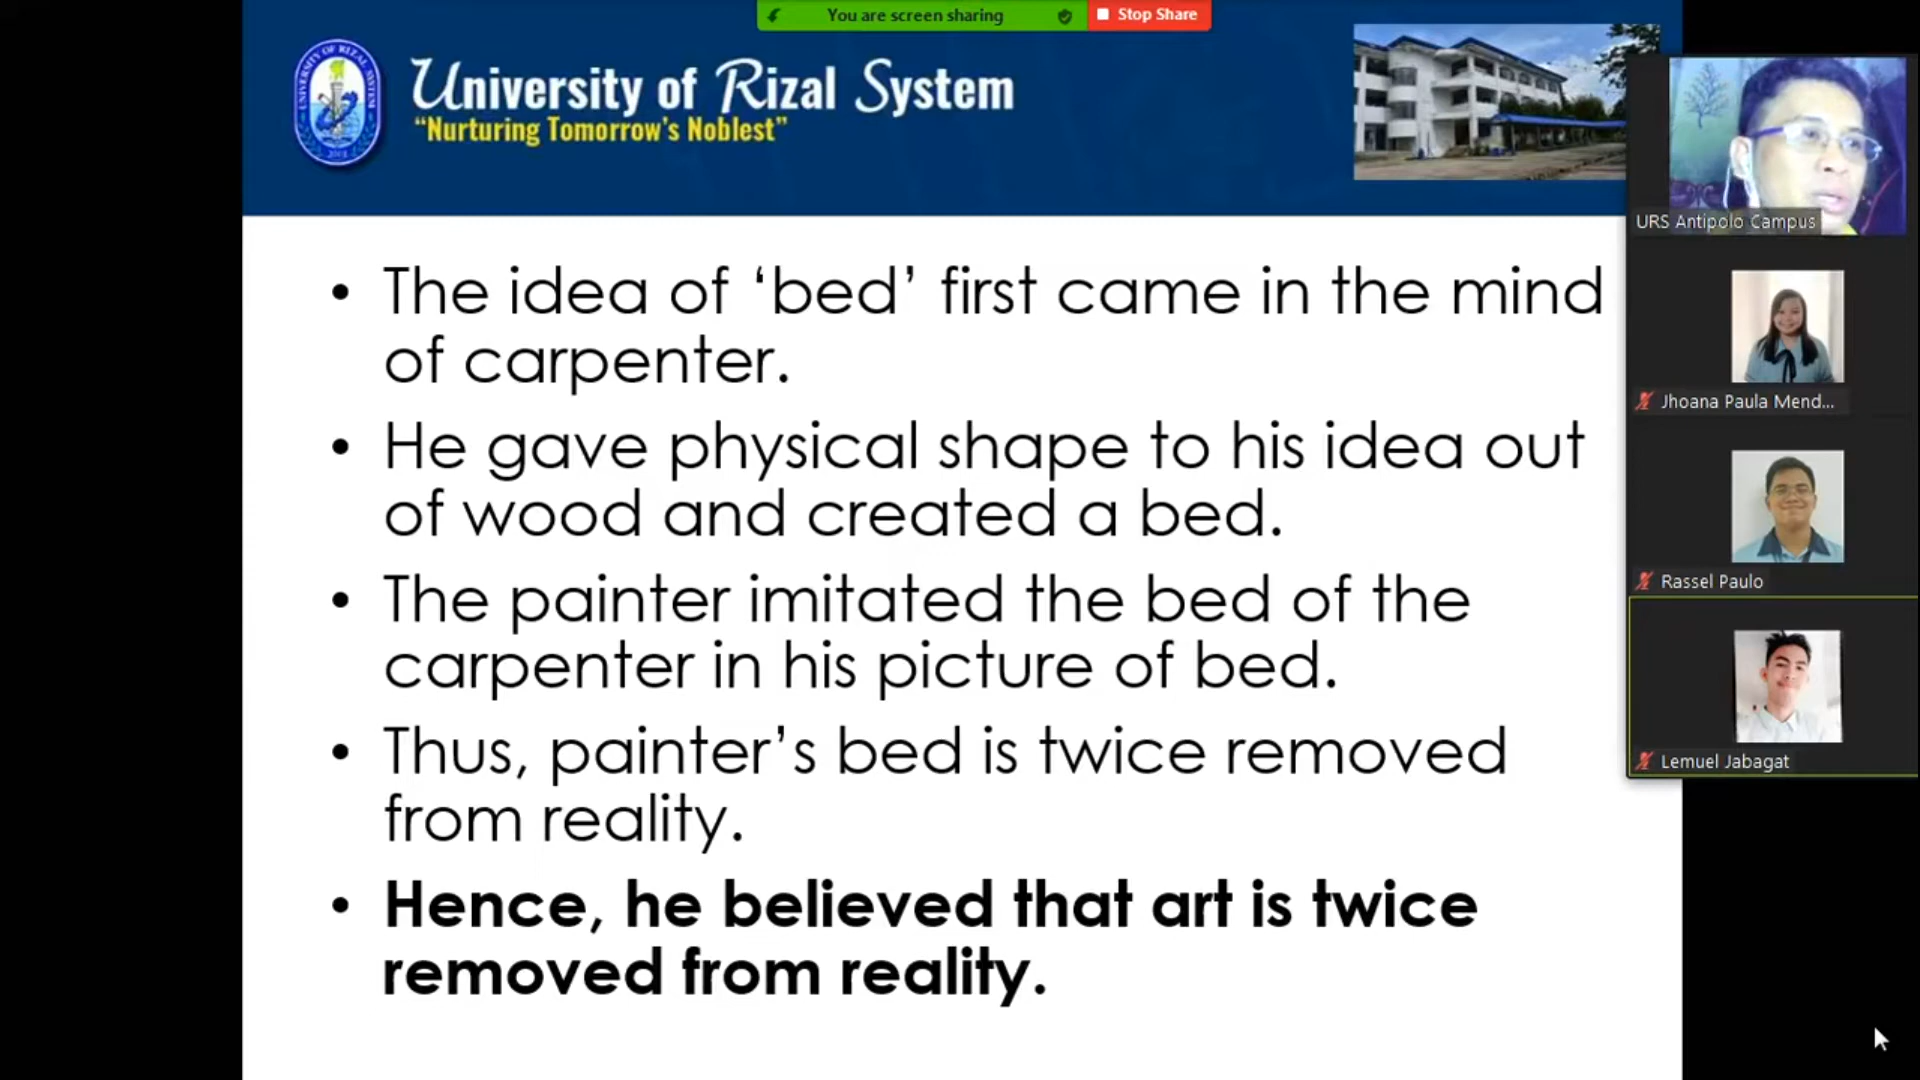 You are screen sharing
Stop Share
UNIVERSITY OF RIZAL SYSTEM
University of Rizal System
“Nurturing Tomorrow’s Noblest”
URS Antipolo Campus
• The idea of ‘bed’ first came in the mind
of carpenter.
• He gave physical shape to his idea out
of wood and created a bed.
• The painter imitated the bed of the
carpenter in his picture of bed.
• Thus, painter’s bed is twice removed
from reality.
• Hence, he believed that art is twice
removed from reality.
Jhoana Paula Mend...
Rassel Paulo
Lemuel Jabagat